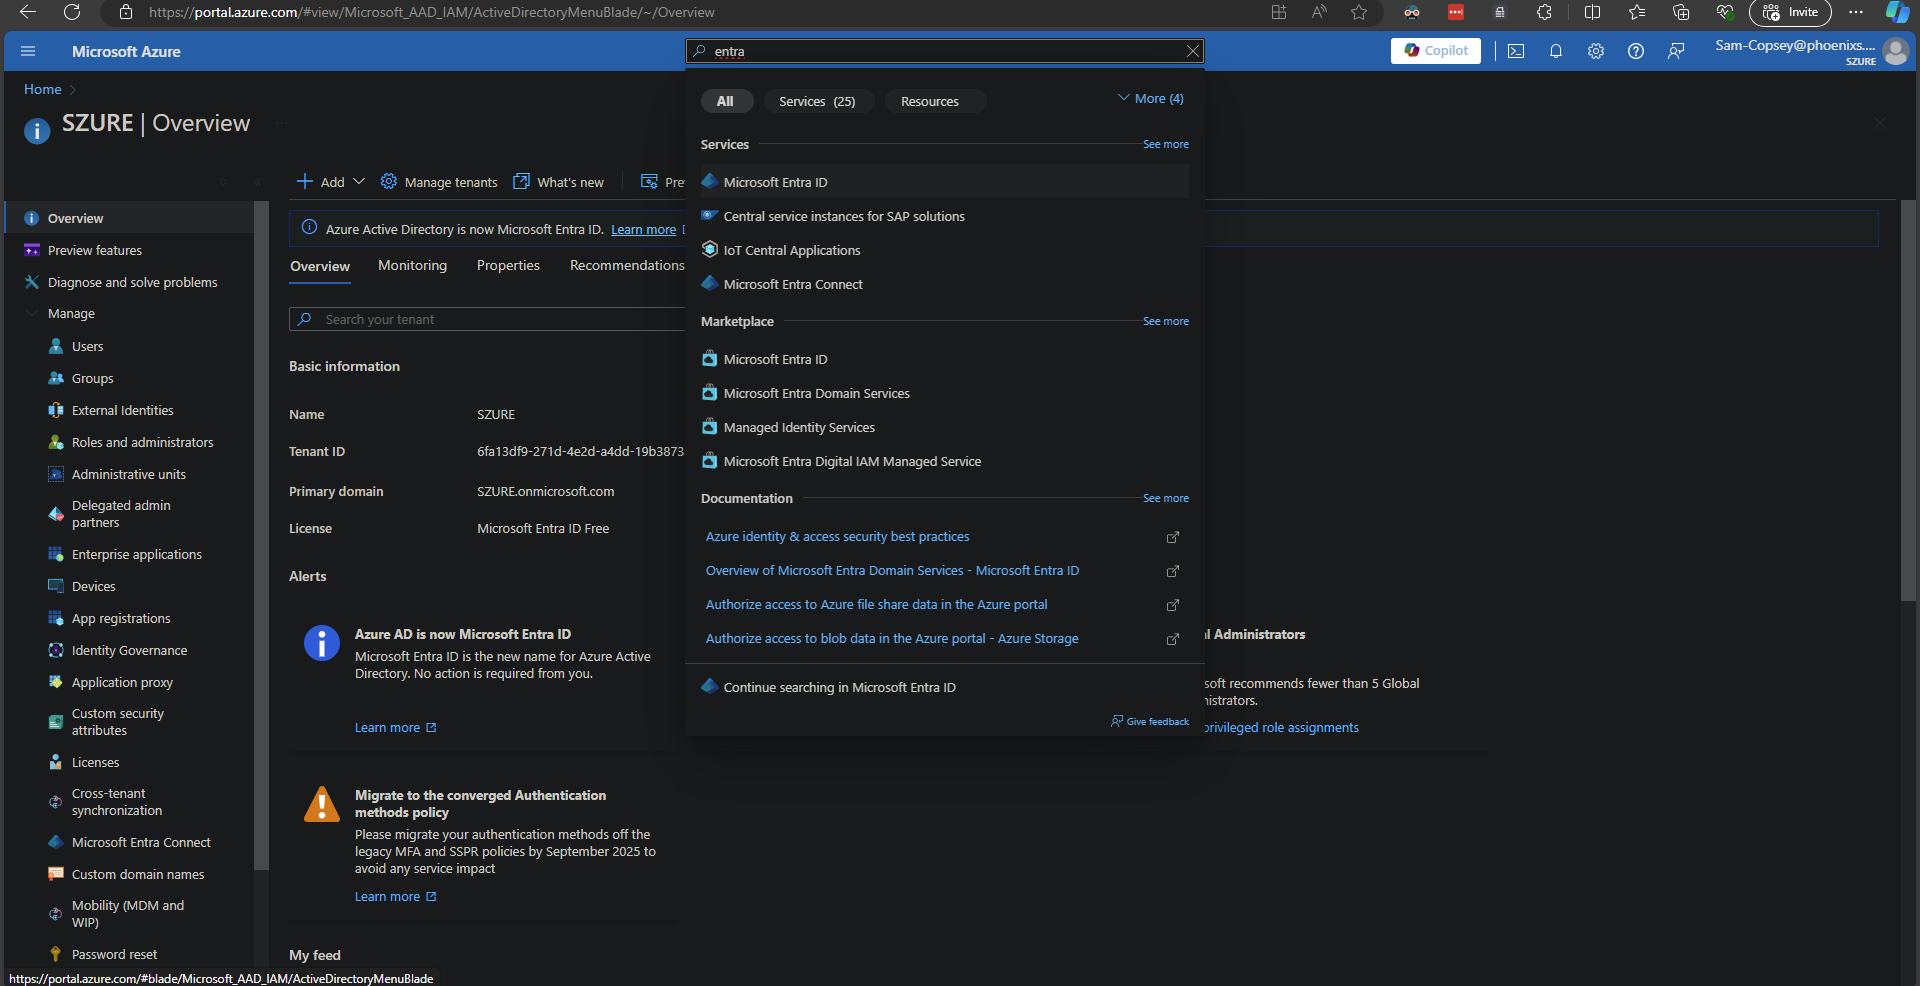 https://portal.azure.com/#view/Microsoft_AAD_IAM/ActiveDirectoryMenuBlade/~/Overview
Invite
Microsoft Azure
entra
Copilot
Sam-Copsey@phoenixs....
SZURE
Home
SZURE | Overview
Add
Manage tenants
What's new
Pre
Azure Active Directory is now Microsoft Entra ID. Learn more
Overview
Monitoring
Properties
Recommendations
Search your tenant
Basic information
Name
SZURE
Tenant ID
6fa13df9-271d-4e2d-a4dd-19b3873
Primary domain
SZURE.onmicrosoft.com
License
Microsoft Entra ID Free
Alerts
Azure AD is now Microsoft Entra ID
Microsoft Entra ID is the new name for Azure Active
Directory. No action is required from you.
Learn more
Migrate to the converged Authentication
methods policy
Please migrate your authentication methods off the
legacy MFA and SSPR policies by September 2025 to
avoid any service impact
Learn more
My feed
Overview
Preview features
Diagnose and solve problems
Manage
Users
Groups
External Identities
Roles and administrators
Administrative units
Delegated admin
partners
Enterprise applications
Devices
App registrations
Identity Governance
Application proxy
Custom security
attributes
Licenses
Cross-tenant
synchronization
Microsoft Entra Connect
Custom domain names
Mobility (MDM and
WIP)
Password reset
https://portal.azure.com/#blade/Microsoft_AAD_IAM/ActiveDirectoryMenuBlade
All
Services (25)
Resources
More (4)
Services
See more
Microsoft Entra ID
Central service instances for SAP solutions
IoT Central Applications
Microsoft Entra Connect
Marketplace
See more
Microsoft Entra ID
Microsoft Entra Domain Services
Managed Identity Services
Microsoft Entra Digital IAM Managed Service
Documentation
See more
Azure identity & access security best practices
Overview of Microsoft Entra Domain Services - Microsoft Entra ID
Authorize access to Azure file share data in the Azure portal
Authorize access to blob data in the Azure portal - Azure Storage
Continue searching in Microsoft Entra ID
Give feedback
l Administrators
soft recommends fewer than 5 Global
nistrators.
privileged role assignments